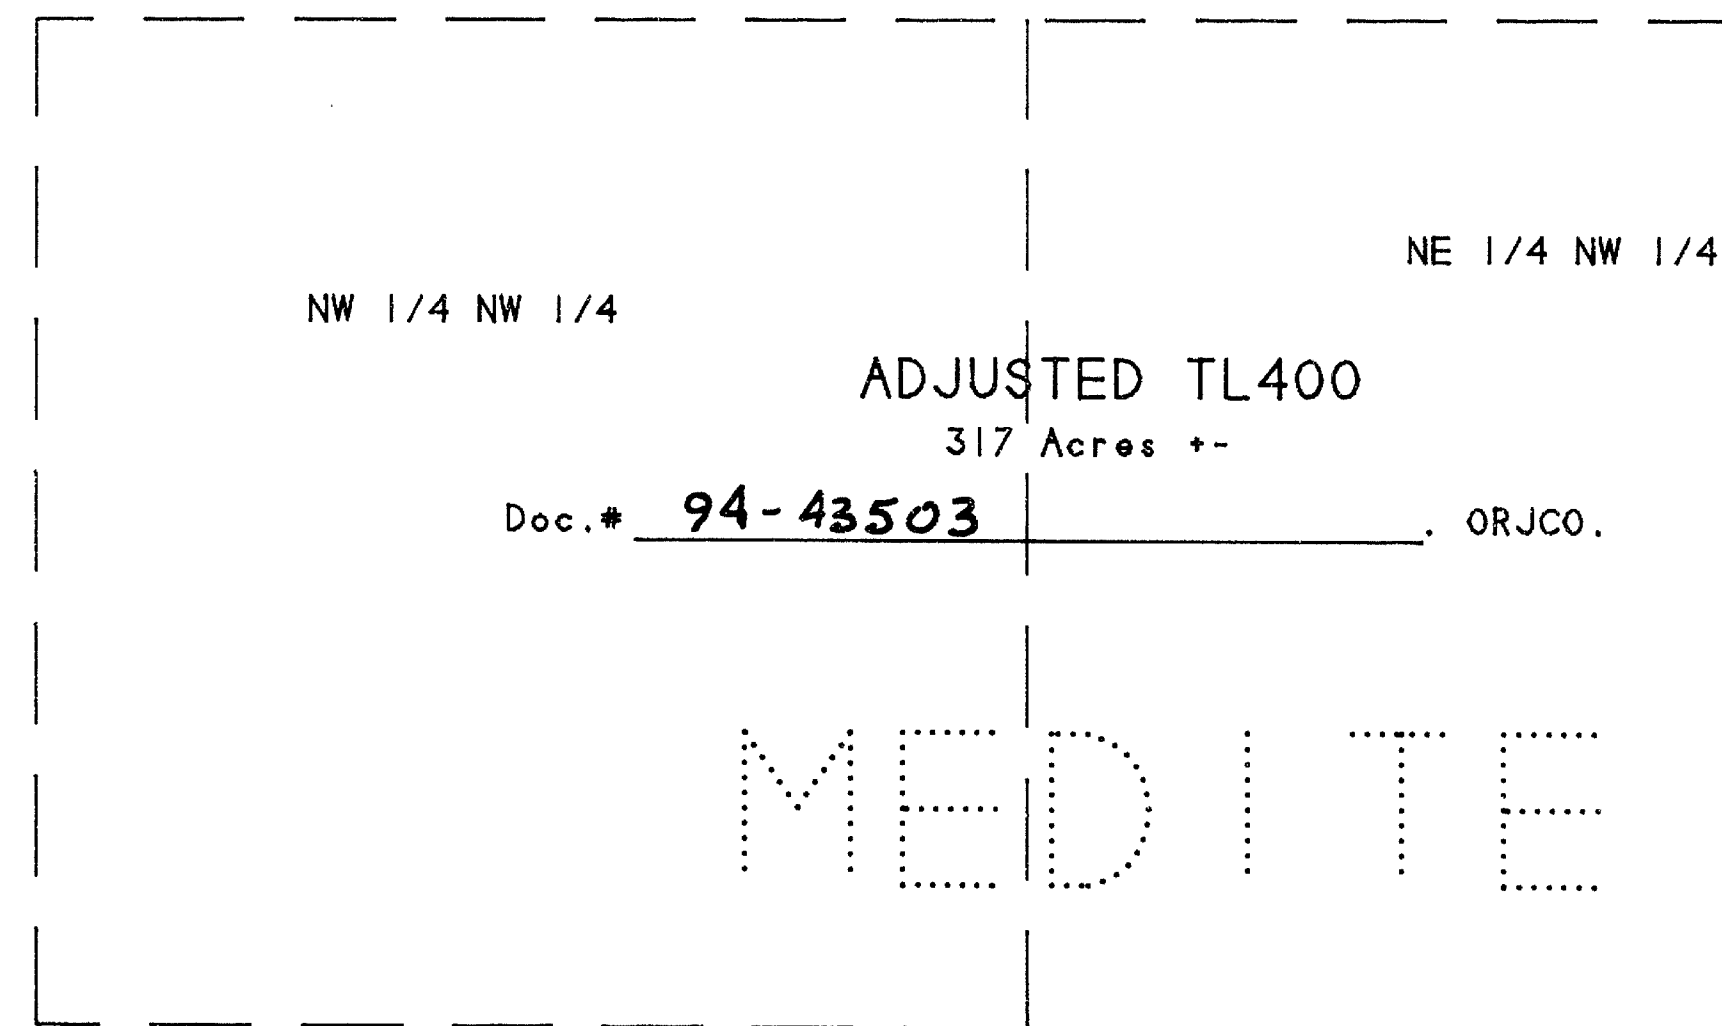 NE 1/4 NW 1/4
NW 1/4 NW 1/4
ADJUSTED TL400
317 Acres +-
Doc.# 94-43503 . ORJCO.
MEDITE